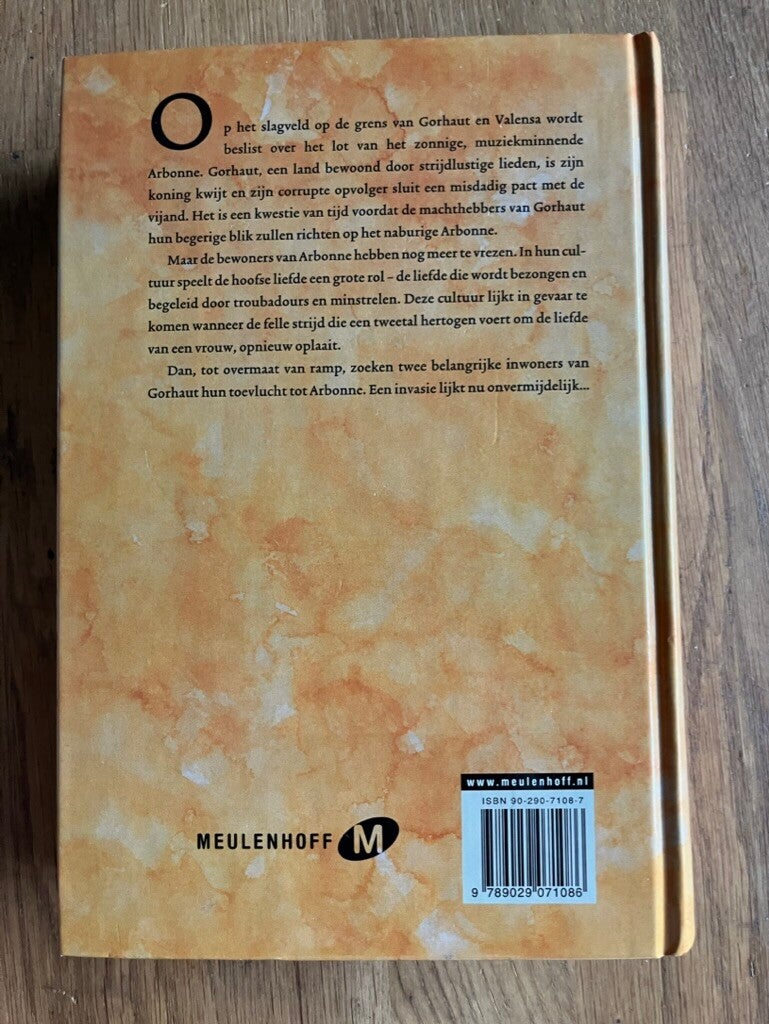 Op het slagveld op de grens van Gorhaut en Valensa wordt
beslist over het lot van het zonnige, muziekminnende
Arbonne. Gorhaut, een land bewoond door strijdlustige lieden, is zijn
koning kwijt en zijn corrupte opvolger sluit een misdadig pact met de
vijand. Het is een kwestie van tijd voordat de machthebbers van Gorhaut
hun begerige blik zullen richten op het naburige Arbonne.
Maar de bewoners van Arbonne hebben nog meer te vrezen. In hun cul-
tuur speelt de hoofse liefde een grote rol – de liefde die wordt bezongen en
begeleid door troubadours en minstrelen. Deze cultuur lijkt in gevaar te
komen wanneer de felle strijd die een tweetal hertogen voert om de liefde
van een vrouw, opnieuw oplaait.
Dan, tot overmaat van ramp, zoeken twee belangrijke inwoners van
Gorhaut hun toevlucht tot Arbonne. Een invasie lijkt nu onvermijdelijk...
MEULENHOFF M
www.meulenhoff.nl
ISBN 90-290-7108-7
9 789029 071086